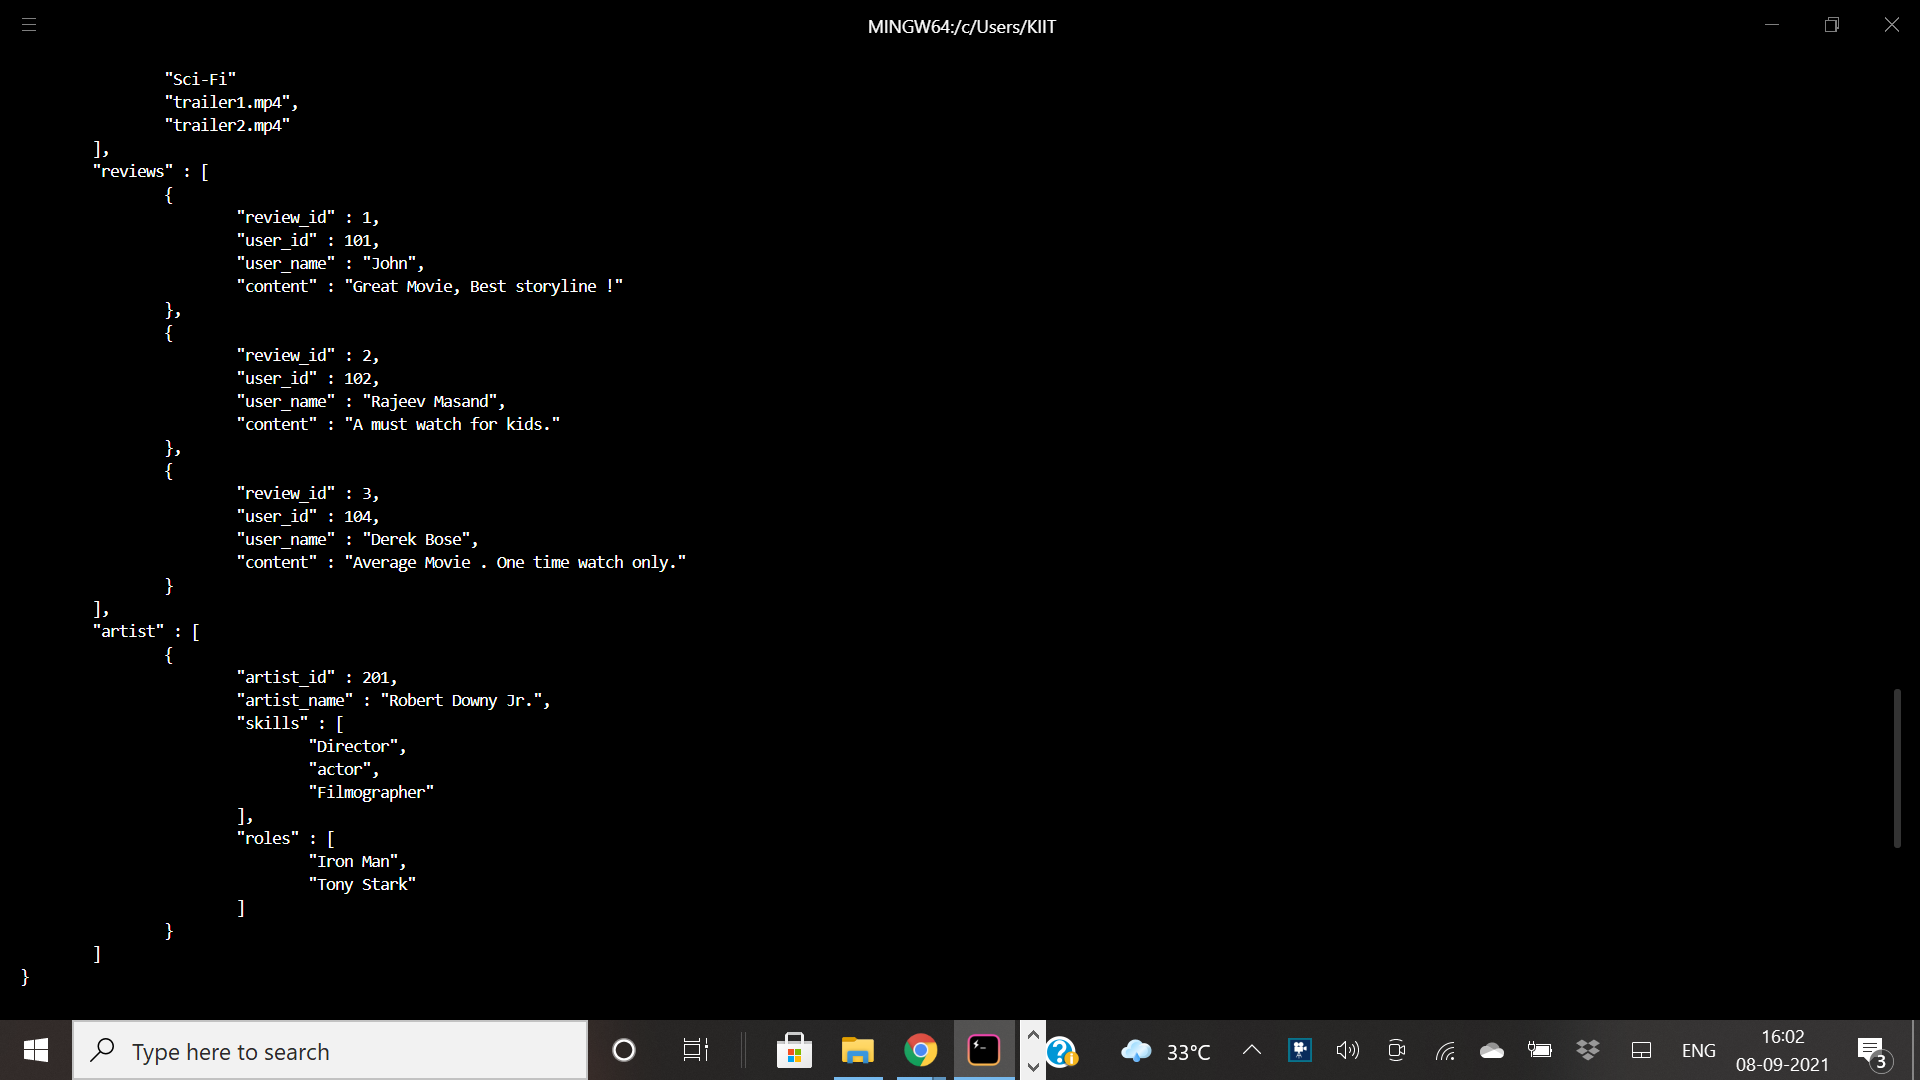 MINGW64:/c/Users/KIIT
"Sci-Fi"
"trailer1.mp4",
"trailer2.mp4"
],
"reviews" : [
{
"review_id" : 1,
"user_id" : 101,
"user_name" : "John",
"content" : "Great Movie, Best storyline !"
},
{
"review_id" : 2,
"user_id" : 102,
"user_name" : "Rajeev Masand",
"content" : "A must watch for kids."
},
{
"review_id" : 3,
"user_id" : 104,
"user_name" : "Derek Bose",
"content" : "Average Movie . One time watch only."
}
],
"artist" : [
{
"artist_id" : 201,
"artist_name" : "Robert Downy Jr.",
"skills" : [
"Director",
"actor",
"Filmographer"
],
"roles" : [
"Iron Man",
"Tony Stark"
]
}
]
}
Type here to search
33°C
ENG
16:02
08-09-2021
3